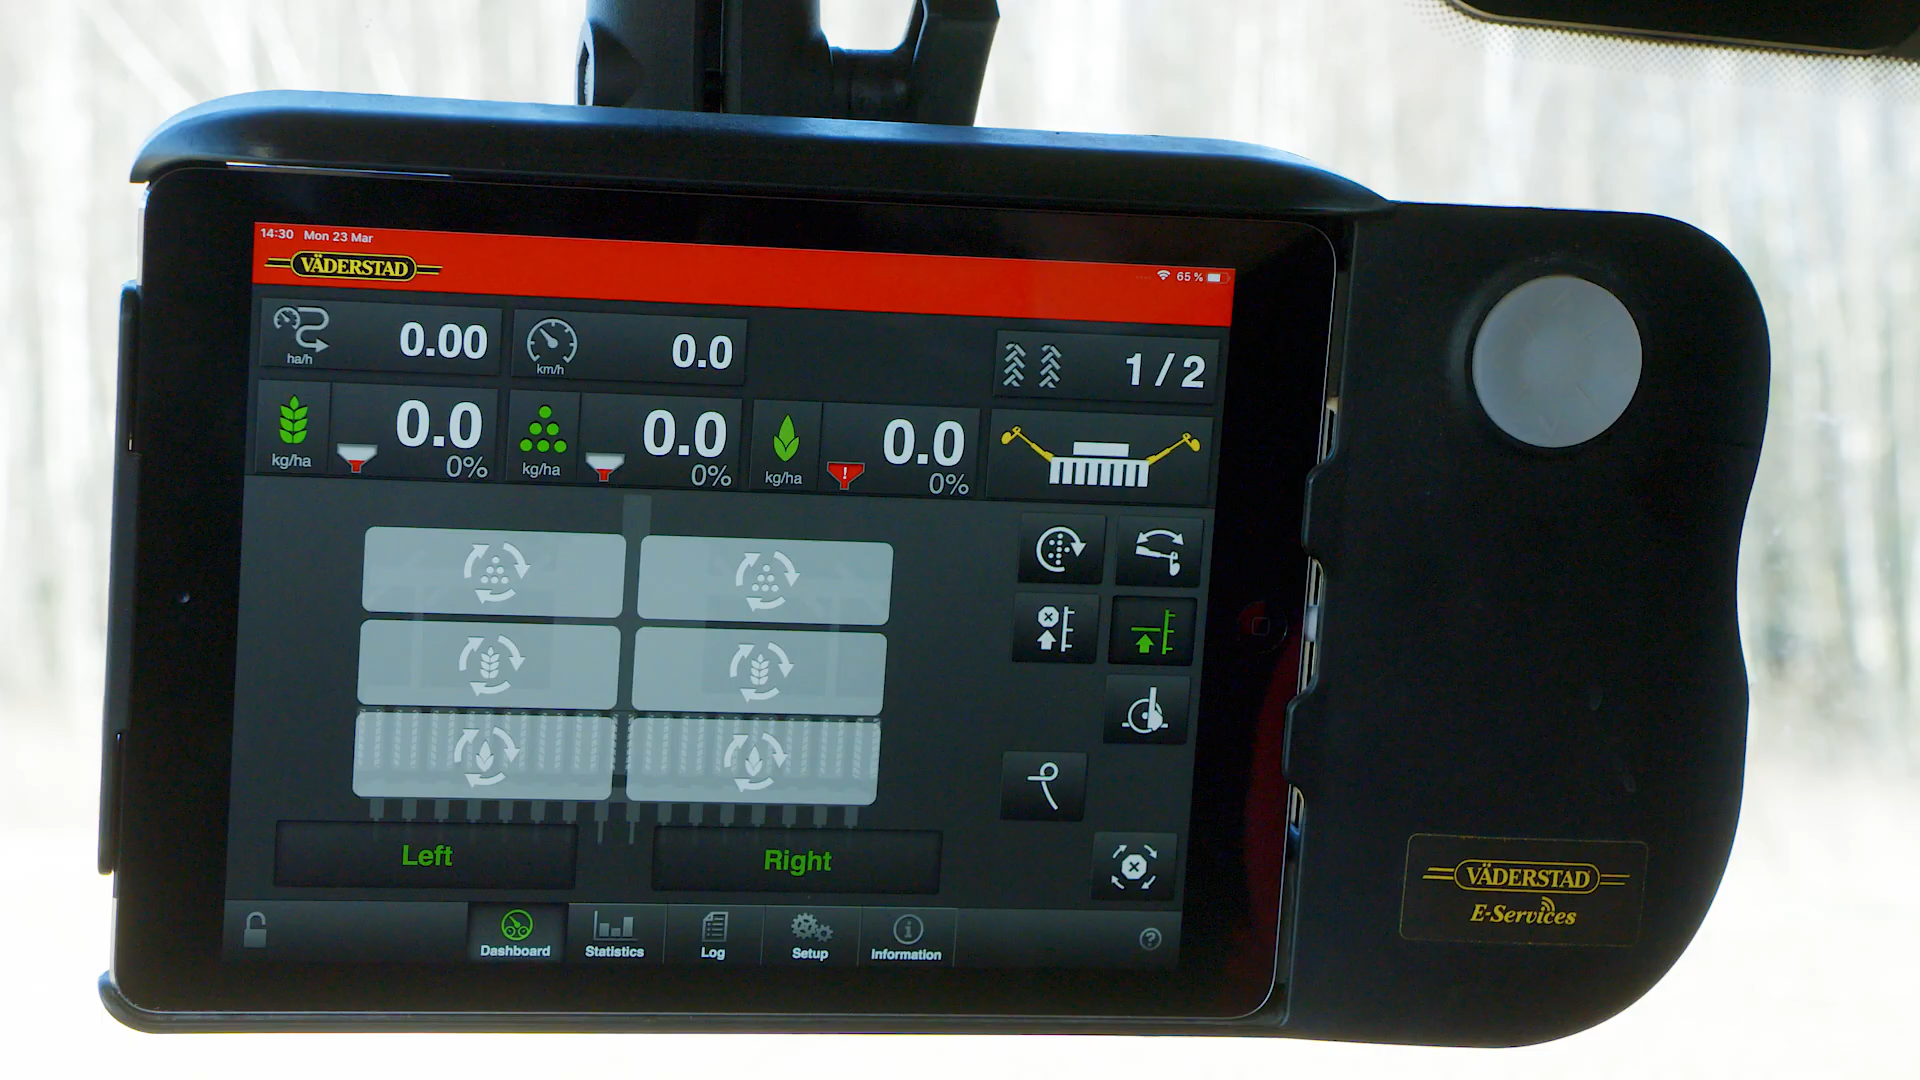 14:30 Mon 23 Mar
VÄDERSTAD
65 %
ha/h
0.00
km/h
0.0
1/2
kg/ha
0.0
0%
kg/ha
0.0
0%
kg/ha
!
0.0
0%
Left
Right
Dashboard
Statistics
Log
Setup
i
Information
?
VÄDERSTAD
E-Services